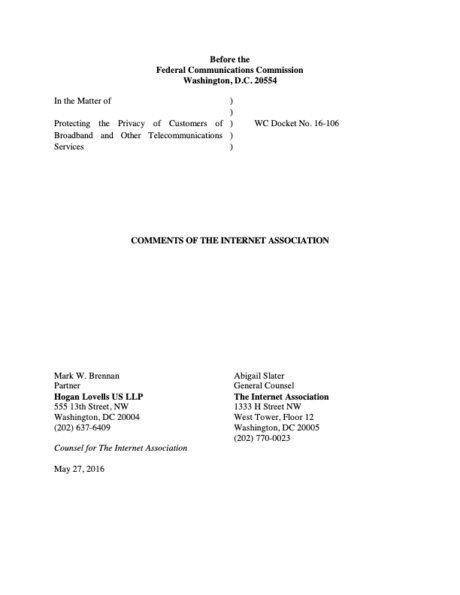 Before the
Federal Communications Commission
Washington, D.C. 20554
In the Matter of )
)
Protecting the Privacy of Customers of ) WC Docket No. 16-106
Broadband and Other Telecommunications )
Services )
COMMENTS OF THE INTERNET ASSOCIATION
Mark W. Brennan
Partner
Hogan Lovells US LLP
555 13th Street, NW
Washington, DC 20004
(202) 637-6409
Counsel for The Internet Association
May 27, 2016
Abigail Slater
General Counsel
The Internet Association
1333 H Street NW
West Tower, Floor 12
Washington, DC 20005
(202) 770-0023